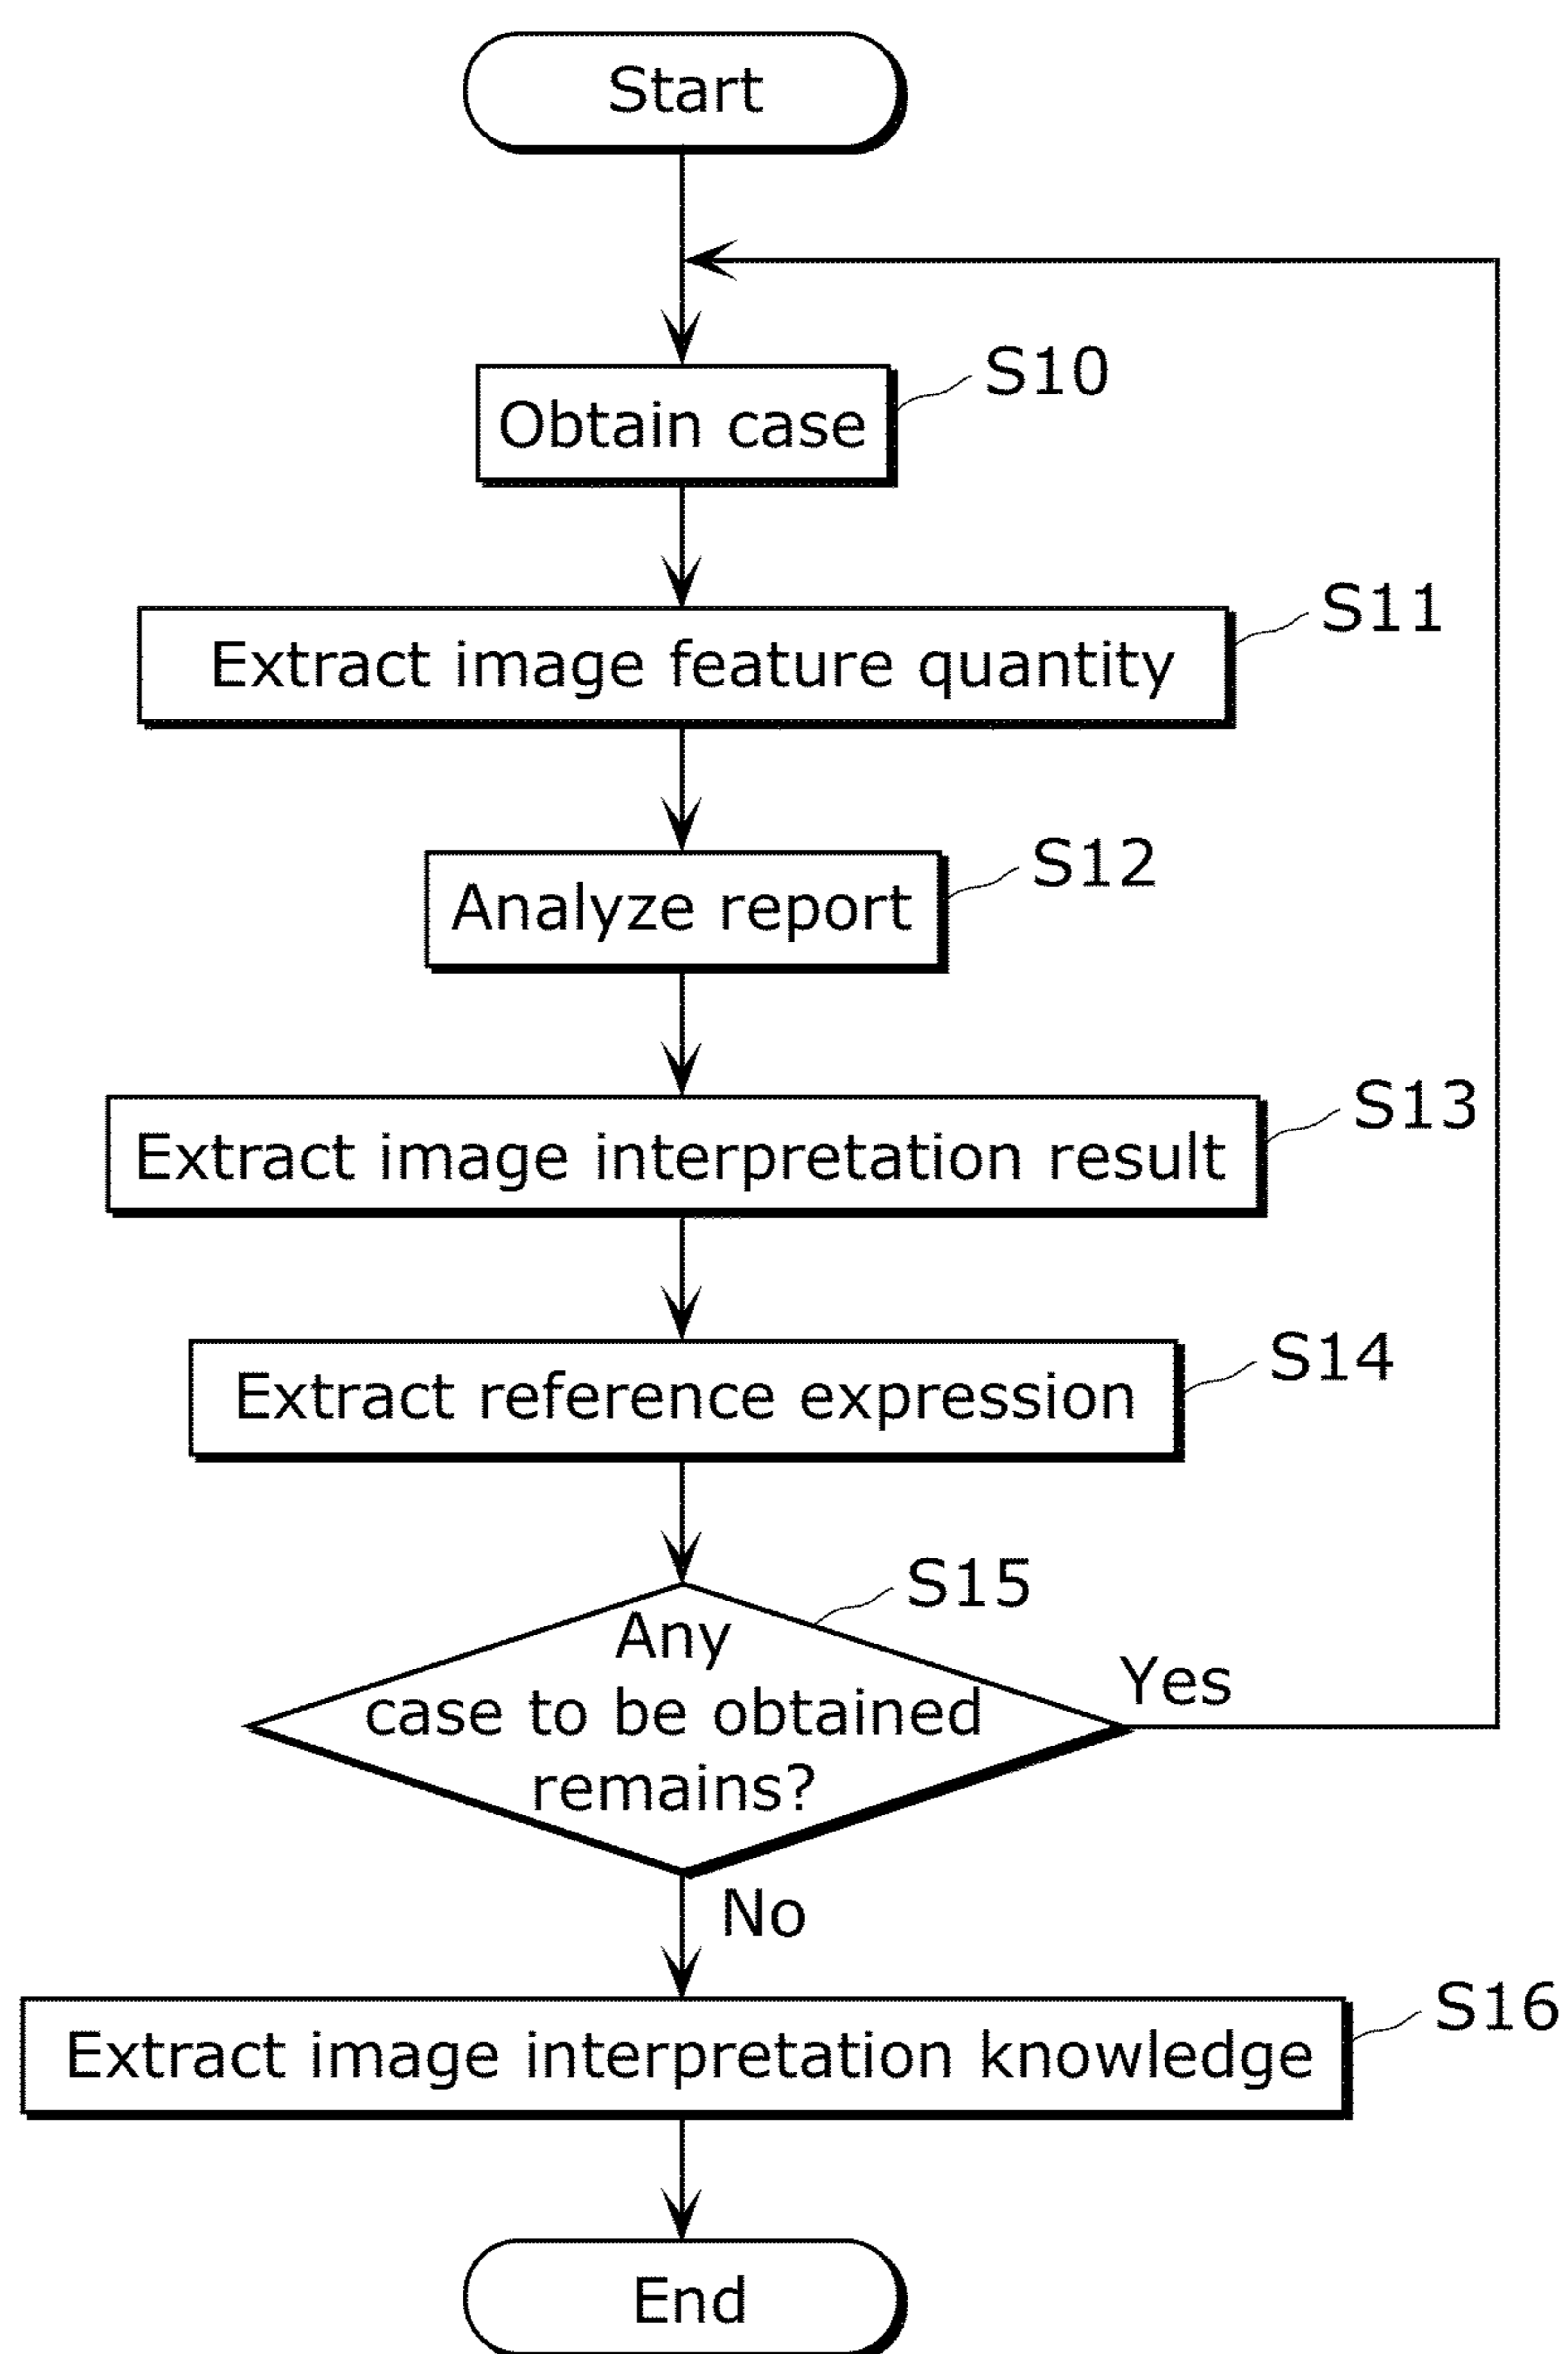 Start
S10
Obtain case
S11
Extract image feature quantity
S12
Analyze report
S13
Extract image interpretation result
S14
Extract reference expression
S15
Any
case to be obtained
remains?
Yes
No
S16
Extract image interpretation knowledge
End